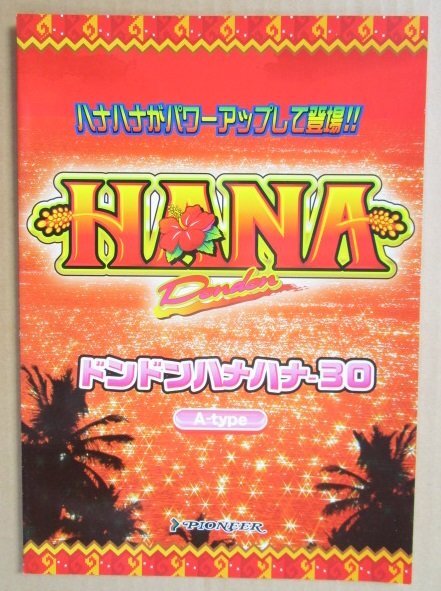 ハナハナがパワーアップして登場!!
HANA
Dondon
ドンドンハナハナ-30
A-type
PIONEER